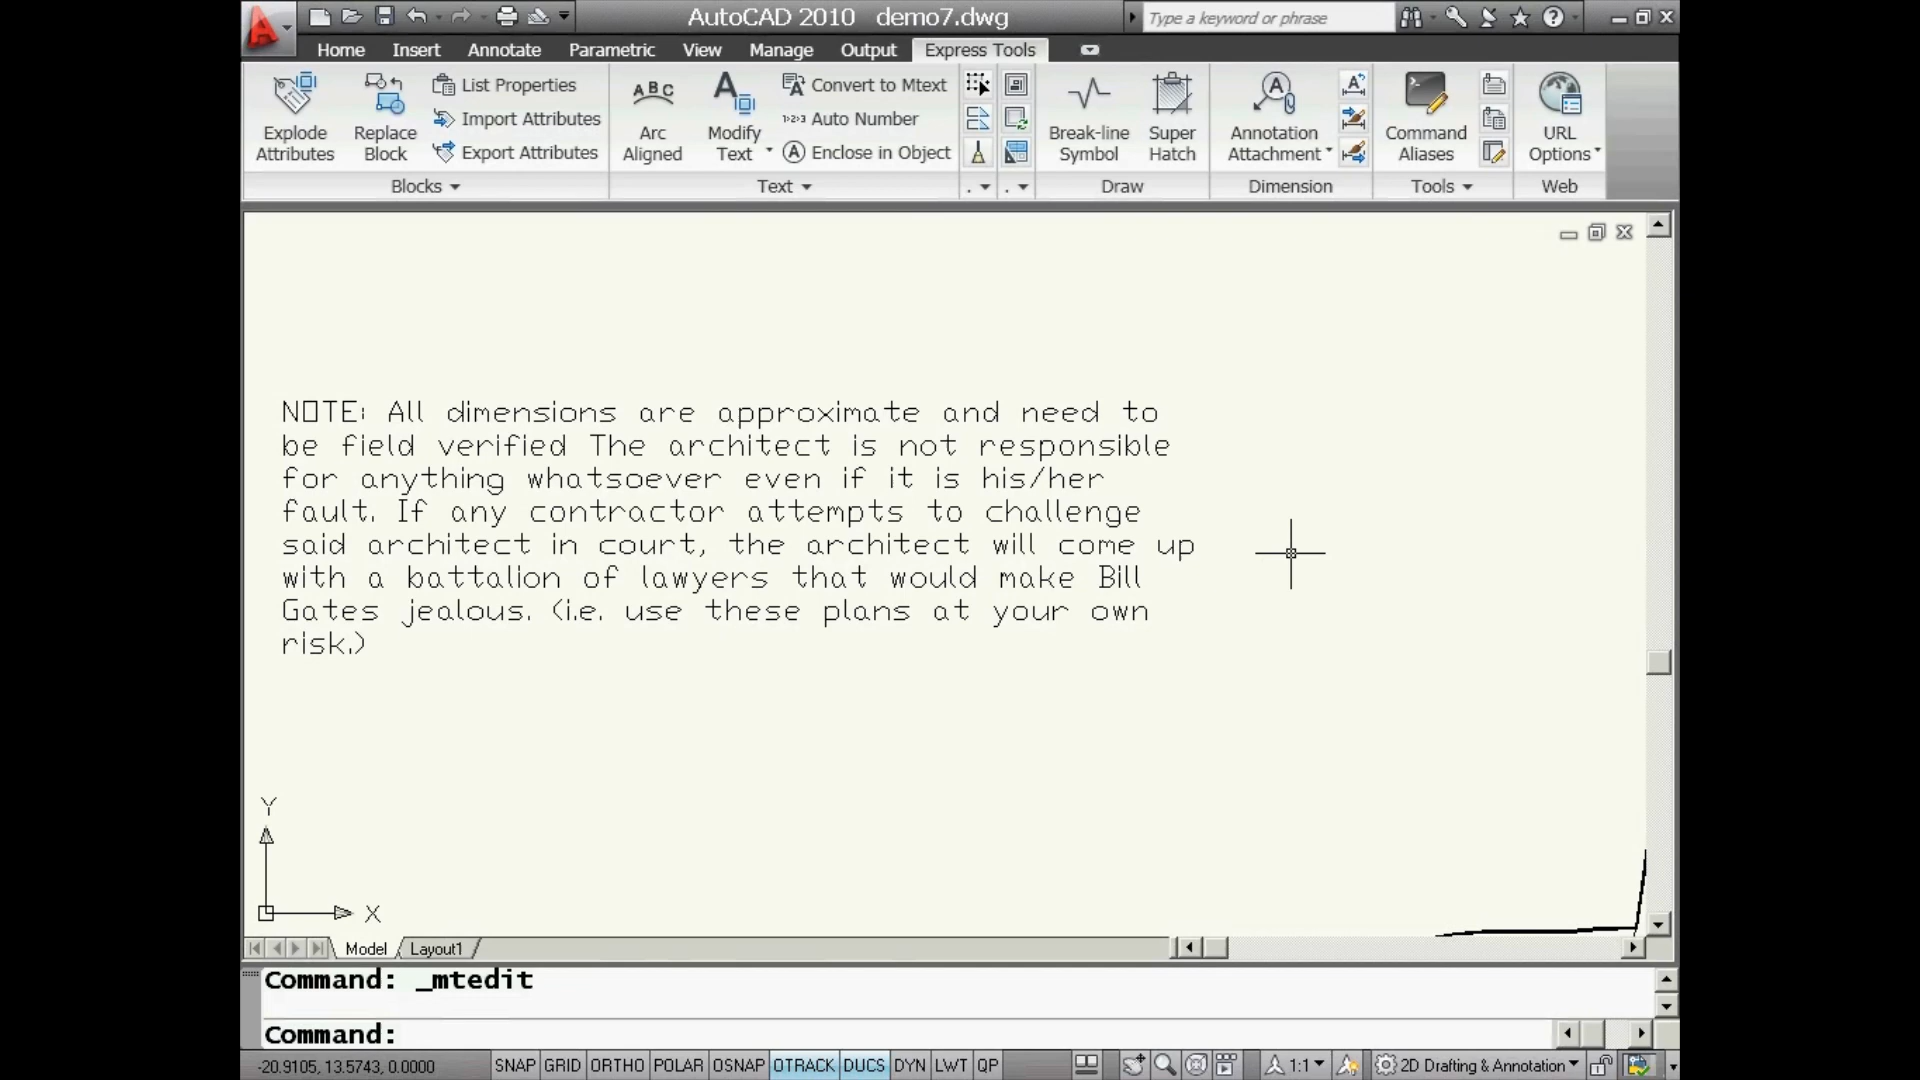 AutoCAD 2010 demo7.dwg
Type a keyword or phrase
Home Insert Annotate Parametric View Manage Output Express Tools
Explode Attributes
Replace Block
List Properties
Import Attributes
Export Attributes
Blocks
ABC
Arc Aligned
Modify Text
Convert to Mtext
Auto Number
Enclose in Object
Text
Break-line Symbol
Super Hatch
Draw
Annotation Attachment
Dimension
Command Aliases
Tools
URL Options
Web
NOTE: All dimensions are approximate and need to
be field verified The architect is not responsible
for anything whatsoever even if it is his/her
fault. If any contractor attempts to challenge
said architect in court, the architect will come up
with a battalion of lawyers that would make Bill
Gates jealous. (i.e. use these plans at your own
risk.)
Y
X
Model Layout1
Command: _mtedit
Command:
-20.9105, 13.5743, 0.0000 SNAP GRID ORTHO POLAR OSNAP OTRACK DUCS DYN LWT QP 1:1 2D Drafting & Annotation